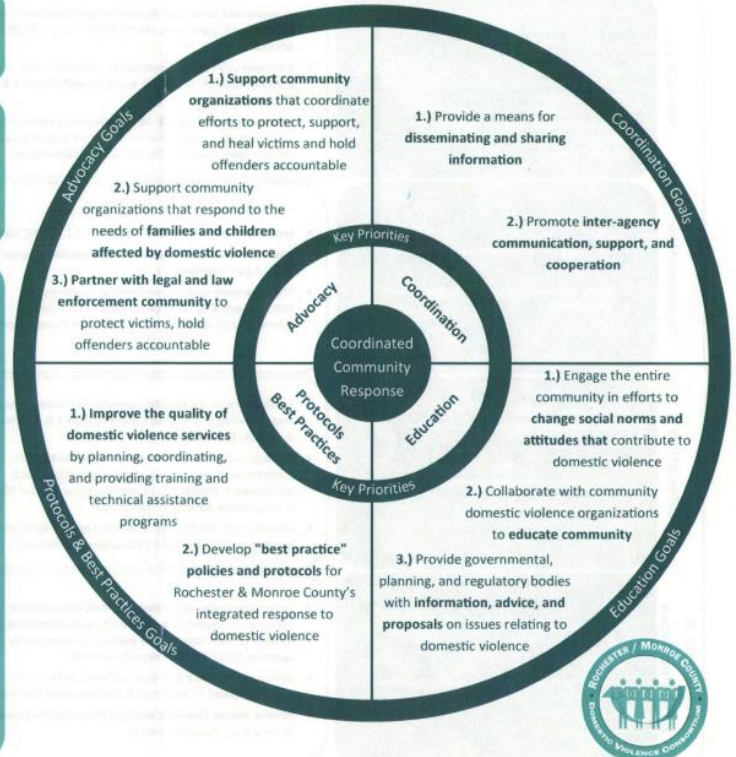 Advocacy Goals
1.) Support community
organizations that coordinate
efforts to protect, support,
and heal victims and hold
offenders accountable
2.) Support community
organizations that respond to the
needs of families and children
affected by domestic violence
3.) Partner with legal and law
enforcement community to
protect victims, hold
offenders accountable
Coordination Goals
1.) Provide a means for
disseminating and sharing
information
2.) Promote inter-agency
communication, support, and
cooperation
Key Priorities
Advocacy
Coordination
Coordinated
Community
Response
Protocols
Best Practices
Education
Key Priorities
Protocols & Best Practices Goals
1.) Improve the quality of
domestic violence services
by planning, coordinating,
and providing training and
technical assistance
programs
2.) Develop "best practice"
policies and protocols for
Rochester & Monroe County's
integrated response to
domestic violence
Education Goals
1.) Engage the entire
community in efforts to
change social norms and
attitudes that contribute to
domestic violence
2.) Collaborate with community
domestic violence organizations
to educate community
3.) Provide governmental,
planning, and regulatory bodies
with information, advice, and
proposals on issues relating to
domestic violence
ROCHESTER / MONROE COUNTY
DOMESTIC VIOLENCE CONSORTIUM